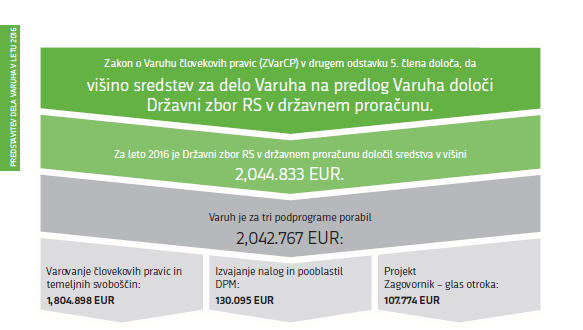 PREDSTAVITEV DELA VARUHA V LETU 2016
Zakon o Varuhu človekovih pravic (ZVarCP) v drugem odstavku 5. člena določa, da
višino sredstev za delo Varuha na predlog Varuha določi
Državni zbor RS v državnem proračunu.
Za leto 2016 je Državni zbor RS v državnem proračunu določil sredstva v višini
2,044.833 EUR.
Varuh je za tri podprograme porabil
2,042.767 EUR:
Varovanje človekovih pravic in
temeljnih svoboščin:
1,804.898 EUR
Izvajanje nalog in pooblastil
DPM:
130.095 EUR
Projekt
Zagovornik – glas otroka:
107.774 EUR